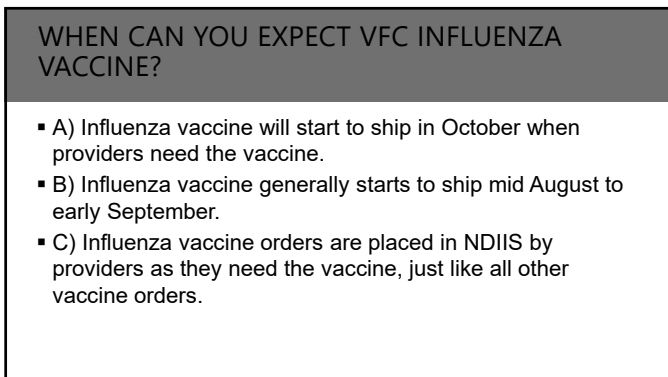 WHEN CAN YOU EXPECT VFC INFLUENZA
VACCINE?
▪ A) Influenza vaccine will start to ship in October when
providers need the vaccine.
▪ B) Influenza vaccine generally starts to ship mid August to
early September.
▪ C) Influenza vaccine orders are placed in NDIIS by
providers as they need the vaccine, just like all other
vaccine orders.